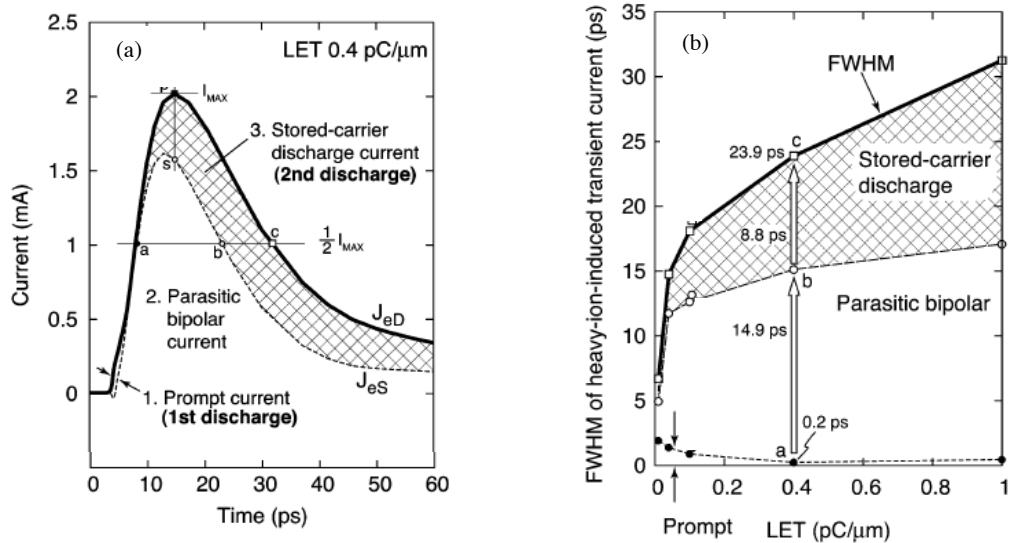 (a)
LET 0.4 pC/μm
2.5
2
1.5
1
0.5
0
Current (mA)
I MAX
s
3. Stored-carrier
discharge current
(2nd discharge)
a
b
c
1/2 I MAX
2. Parasitic
bipolar
current
J eD
J eS
1. Prompt current
(1st discharge)
0 10 20 30 40 50 60
Time (ps)
(b)
35
30
25
20
15
10
5
0
FWHM of heavy-ion-induced transient current (ps)
FWHM
c
23.9 ps
Stored-carrier
discharge
8.8 ps
b
Parasitic bipolar
14.9 ps
0.2 ps
a
0 0.2 0.4 0.6 0.8 1
Prompt
LET (pC/μm)